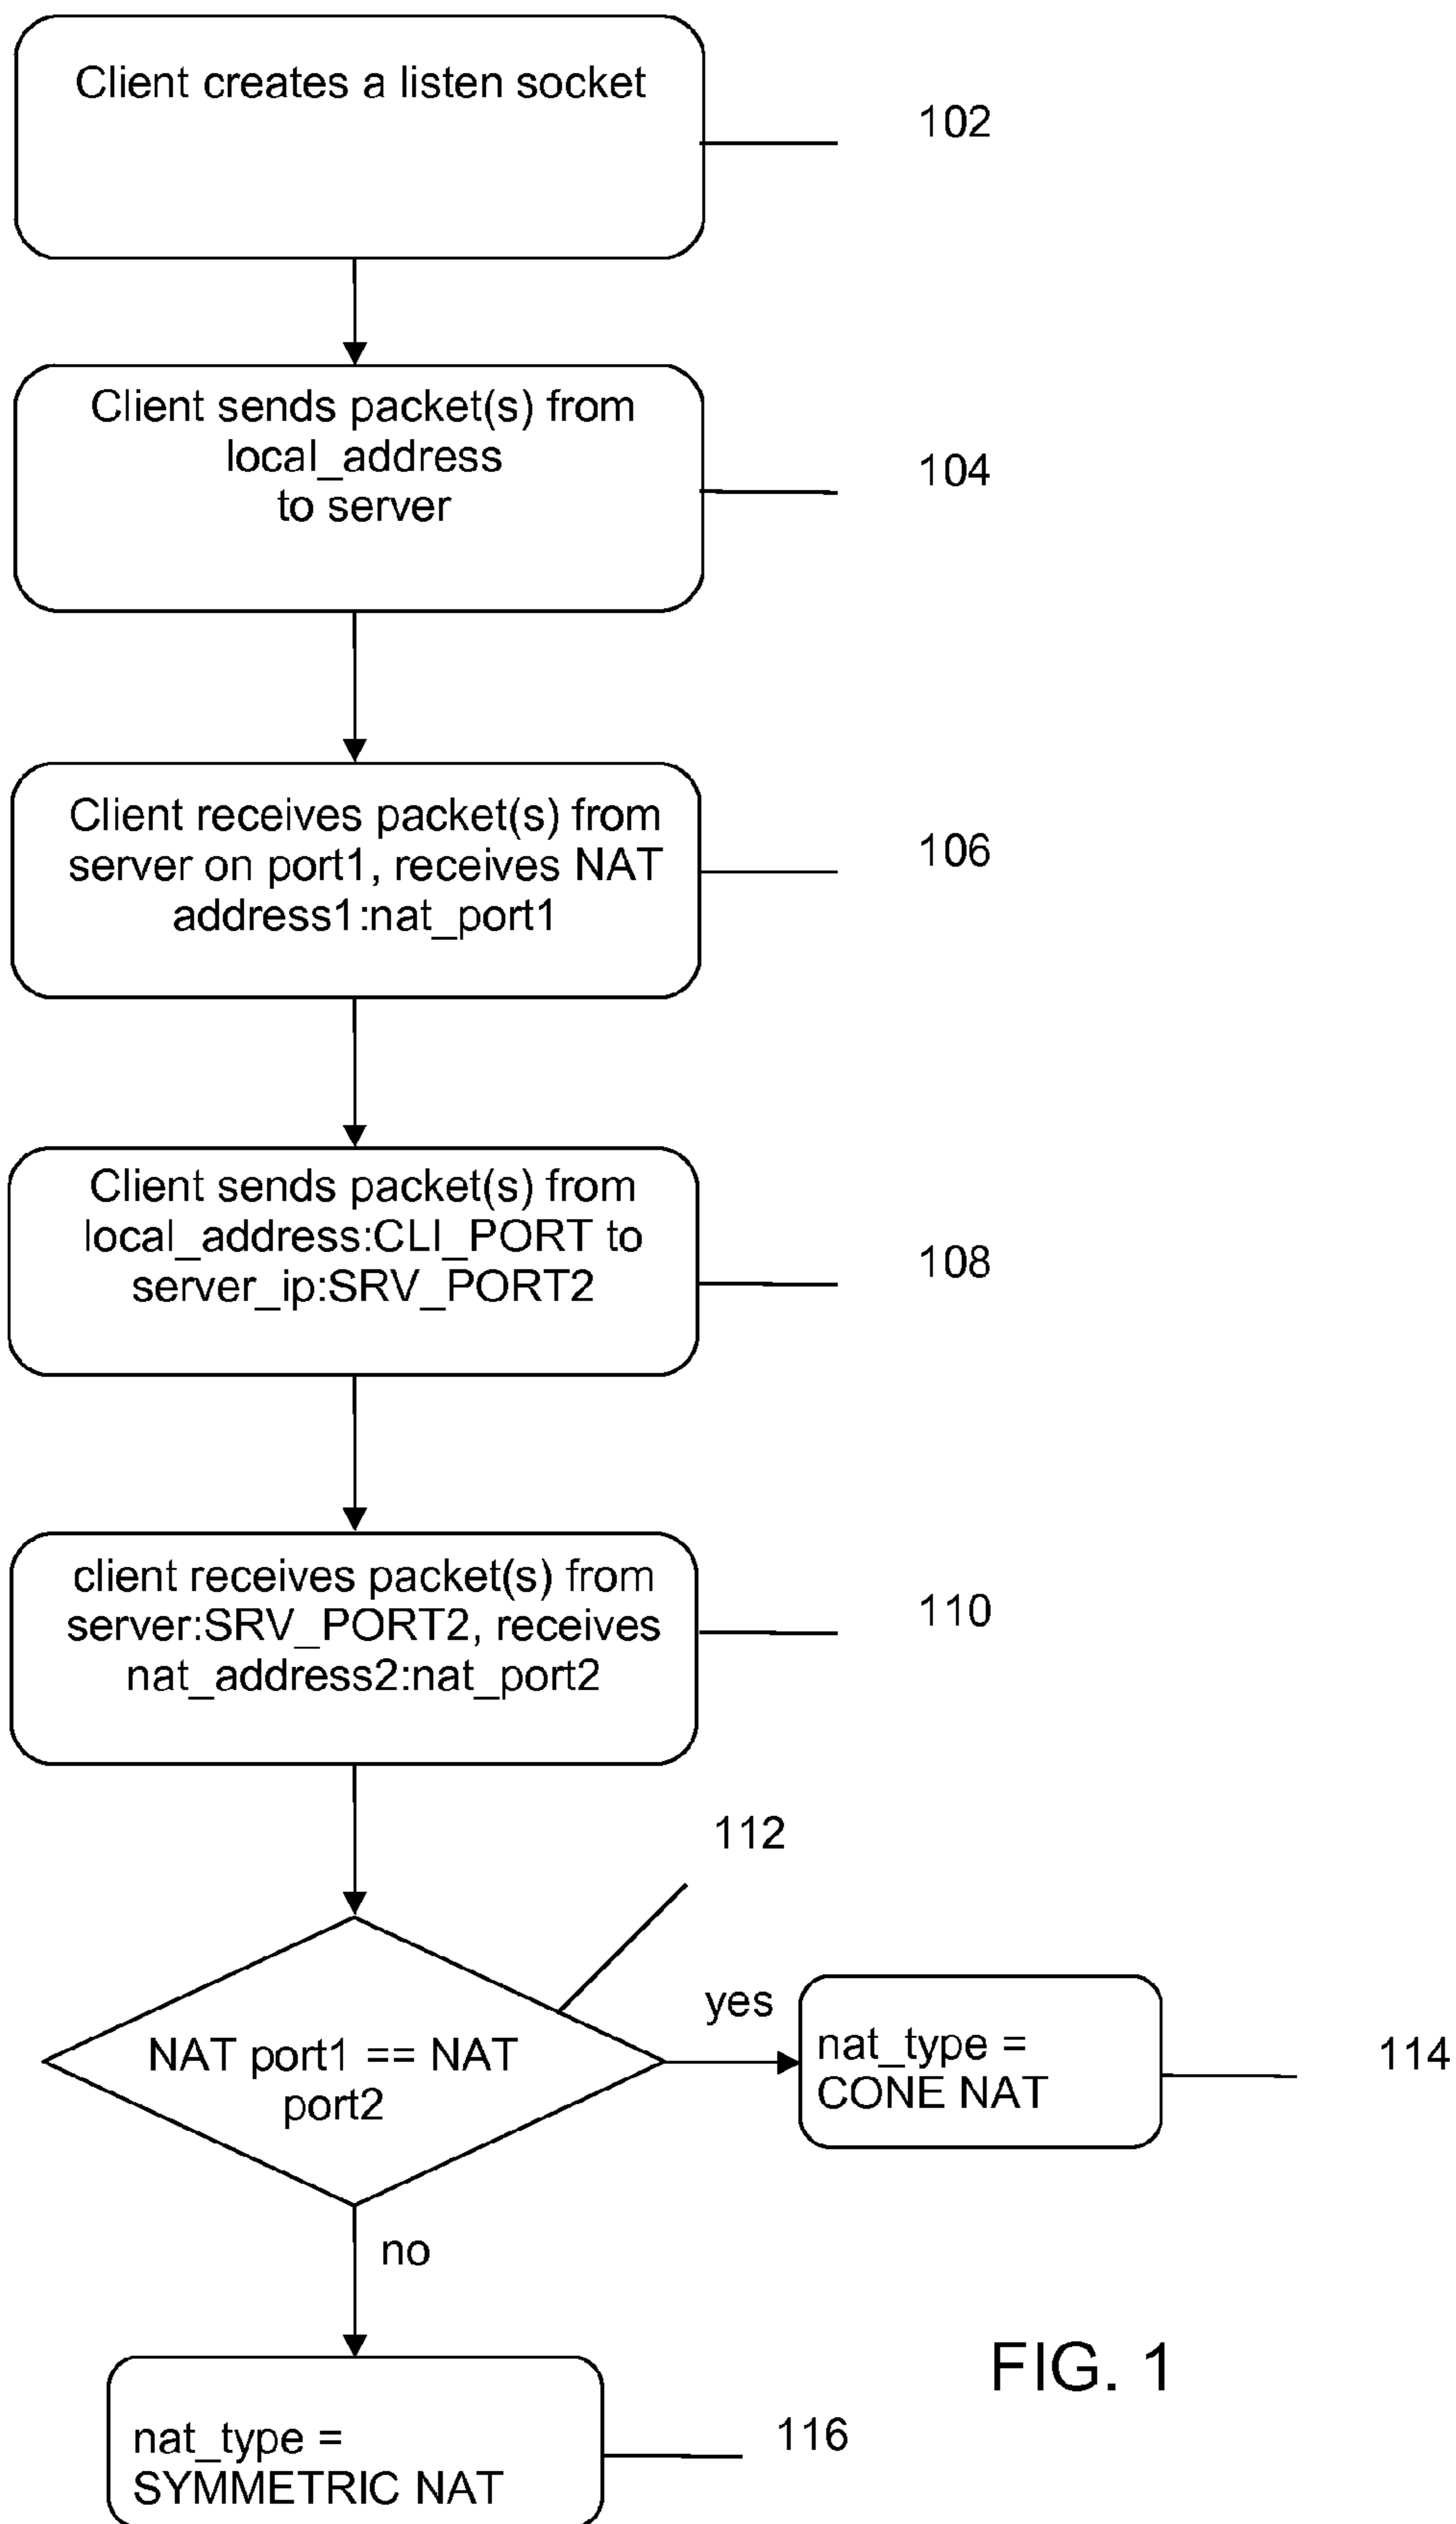 Client creates a listen socket
102
Client sends packet(s) from
local_address
to server
104
Client receives packet(s) from
server on port1, receives NAT
address1:nat_port1
106
Client sends packet(s) from
local_address:CLI_PORT to
server_ip:SRV_PORT2
108
client receives packet(s) from
server:SRV_PORT2, receives
nat_address2:nat_port2
110
112
NAT port1 == NAT
port2
yes
nat_type =
CONE NAT
114
no
nat_type =
SYMMETRIC NAT
116
FIG. 1